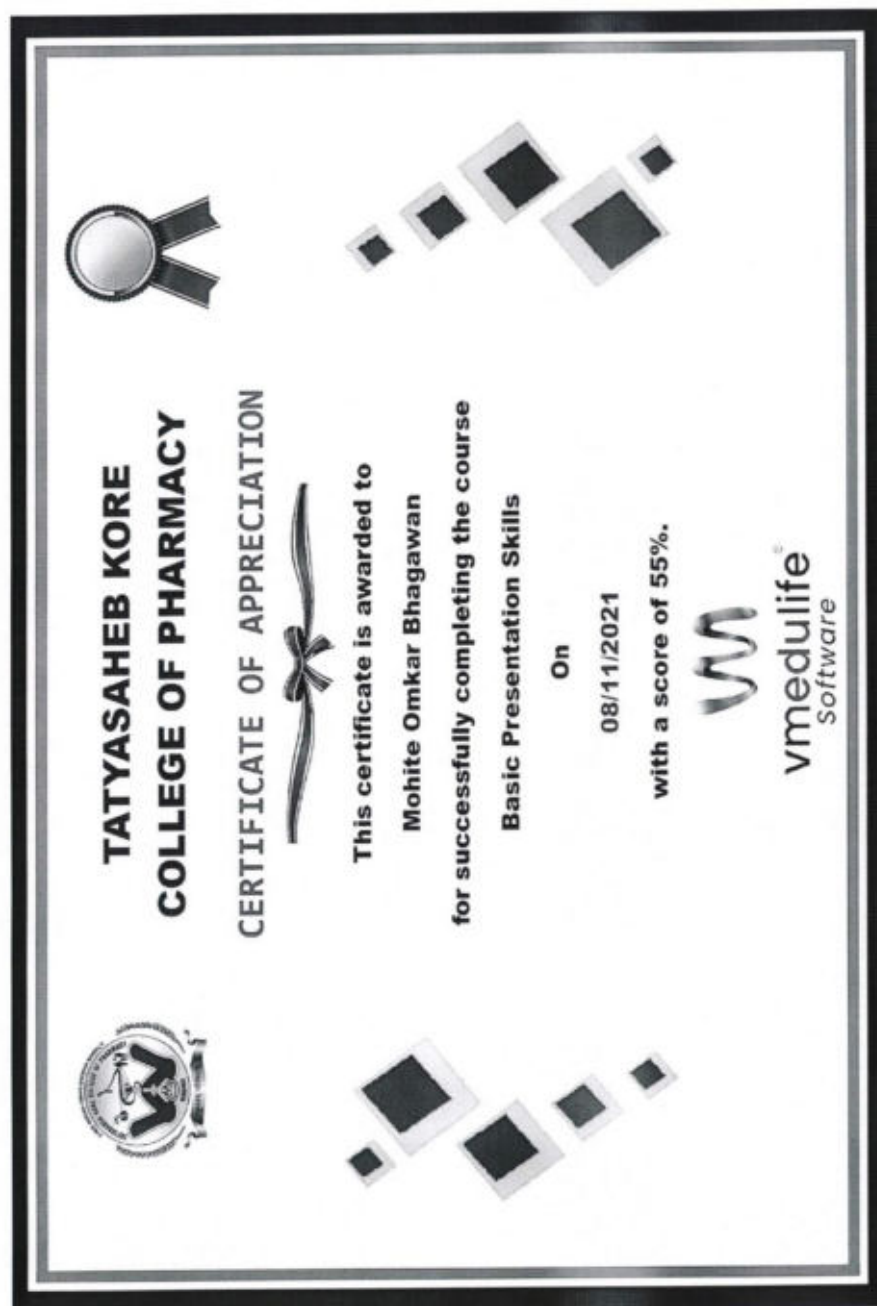 TATYASAHEB KORE
COLLEGE OF PHARMACY
CERTIFICATE OF APPRECIATION
This certificate is awarded to
Mohite Omkar Bhagawan
for successfully completing the course
Basic Presentation Skills
On
08/11/2021
with a score of 55%.
vmedulife
Software